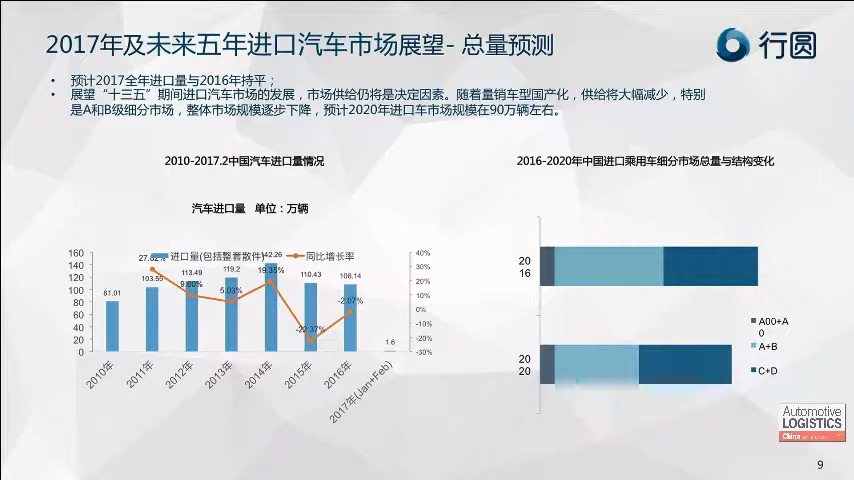 2017年及未来五年进口汽车市场展望- 总量预测
行圆
• 预计2017全年进口量与2016年持平；
• 展望“十三五”期间进口汽车市场的发展，市场供给仍将是决定因素。随着量销车型国产化，供给将大幅减少，特别
是A和B级细分市场，整体市场规模逐步下降，预计2020年进口车市场规模在90万辆左右。
2010-2017.2中国汽车进口量情况
汽车进口量 单位：万辆
进口量(包括整套散件)
同比增长率
160
140
120
100
80
60
40
20
0
81.01
103.55
113.49
119.2
142.26
110.43
108.14
1.6
27.82%
9.60%
5.03%
19.35%
-22.37%
-2.07%
40%
30%
20%
10%
0%
-10%
-20%
-30%
2010年
2011年
2012年
2013年
2014年
2015年
2016年
2017年(Jan+Feb)
2016-2020年中国进口乘用车细分市场总量与结构变化
20
16
20
20
A00+A
0
A+B
C+D
Automotive
LOGISTICS
China
9